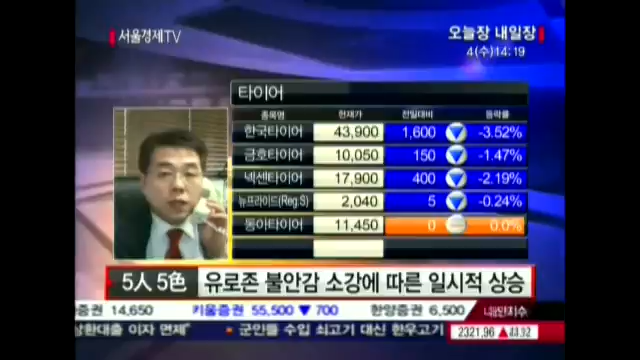 서울경제TV
오늘장 내일장
4(수)14:19
타이어
종목명 현재가 전일대비 등락률
한국타이어 43,900 1,600 -3.52%
금호타이어 10,050 150 -1.47%
넥센타이어 17,900 400 -2.19%
뉴프라이드(Reg.S) 2,040 5 -0.24%
동아타이어 11,450 0 0.0%
5人 5色 유로존 불안감 소강에 따른 일시적 상승
증권 14,650 키움증권 55,500 ▼ 700 한양증권 6,500
대출 이자 면제" 군인들 수입 쇠고기 대신 한우로… 2321,96